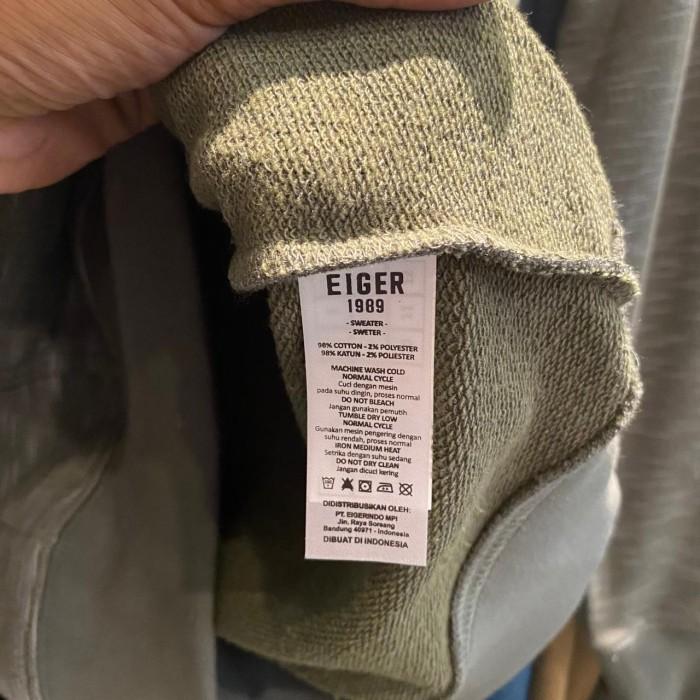 EIGER
1989
- SWEATER -
- SWETER -
98% COTTON - 2% POLYESTER
98% KATUN - 2% POLIESTER
MACHINE WASH COLD
NORMAL CYCLE
Cuci dengan mesin
pada suhu dingin, proses normal
DO NOT BLEACH
Jangan gunakan pemutih
TUMBLE DRY LOW
NORMAL CYCLE
Gunakan mesin pengering dengan
suhu rendah, proses normal
IRON MEDIUM HEAT
Setrika dengan suhu sedang
DO NOT DRY CLEAN
Jangan dicuci kering
DIDISTRIBUSIKAN OLEH:
PT. EIGERINDO MPI
Jln. Raya Soreang
Bandung 40971 - Indonesia
DIBUAT DI INDONESIA